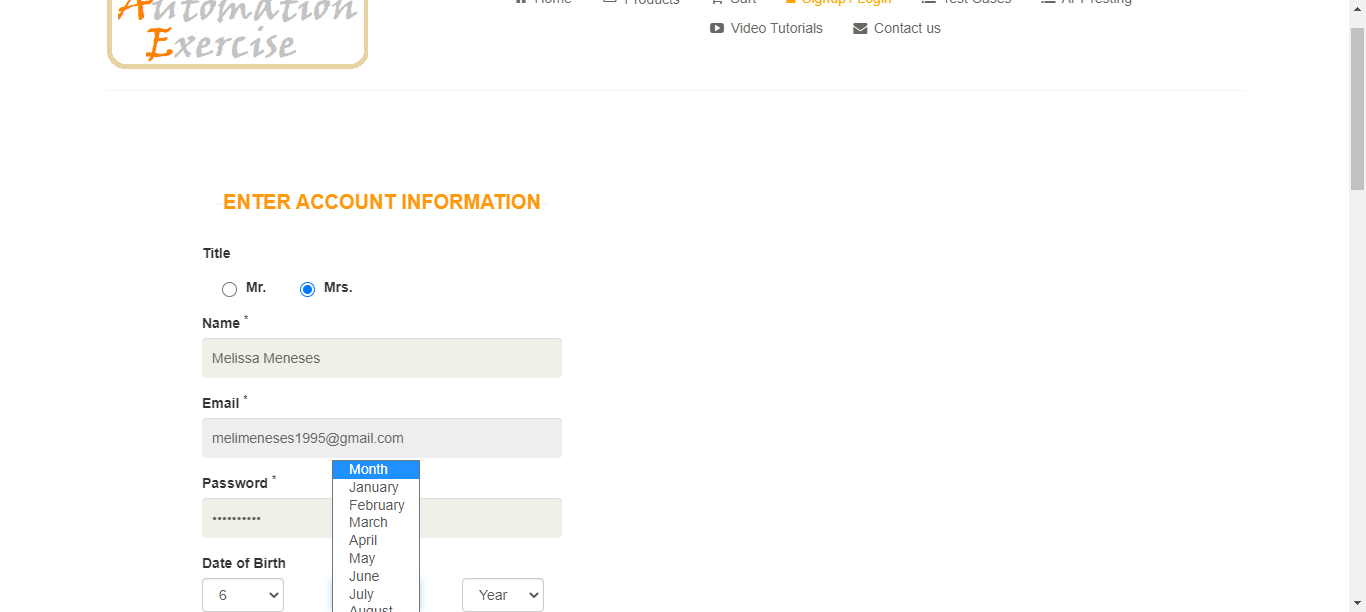 Automation
Exercise
Home Products Cart Signup / Login Test Cases API Testing
Video Tutorials Contact us
ENTER ACCOUNT INFORMATION
Title
Mr. Mrs.
Name *
Melissa Meneses
Email *
melimeneses1995@gmail.com
Password *
••••••••••
Date of Birth
6 Year
Month
January
February
March
April
May
June
July
August